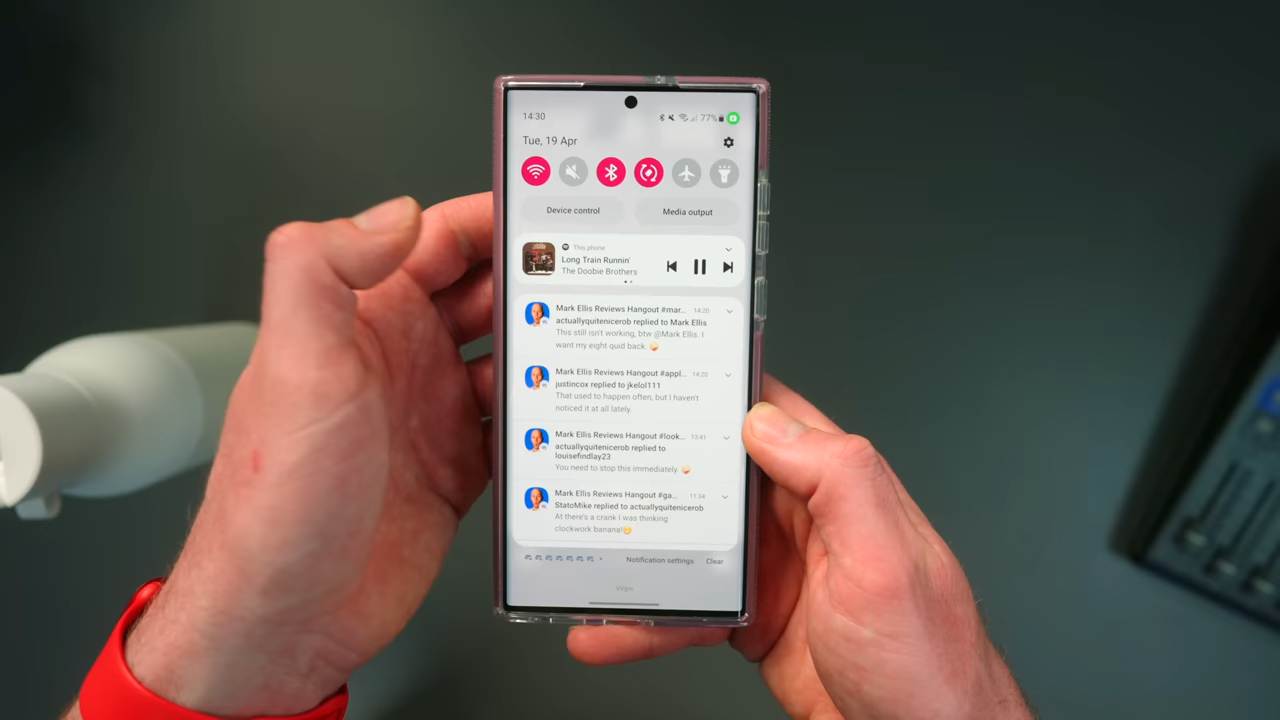 14:30
77%
Tue, 19 Apr
Device control
Media output
This phone
Long Train Runnin'
The Doobie Brothers
Mark Ellis Reviews Hangout #mar... 14:20
actuallyquitenicerob replied to Mark Ellis
This still isn't working, btw @Mark Ellis. I
want my eight quid back. 🤪
Mark Ellis Reviews Hangout #appl... 14:20
justincox replied to jkelol111
That used to happen often, but I haven't
noticed it at all lately.
Mark Ellis Reviews Hangout #look... 13:41
actuallyquitenicerob replied to
louisefindlay23
You need to stop this immediately. 🤪
Mark Ellis Reviews Hangout #ga... 11:34
StatoMike replied to actuallyquitenicerob
At there's a crank I was thinking
clockwork banana!
Notification settings
Clear
Virgin